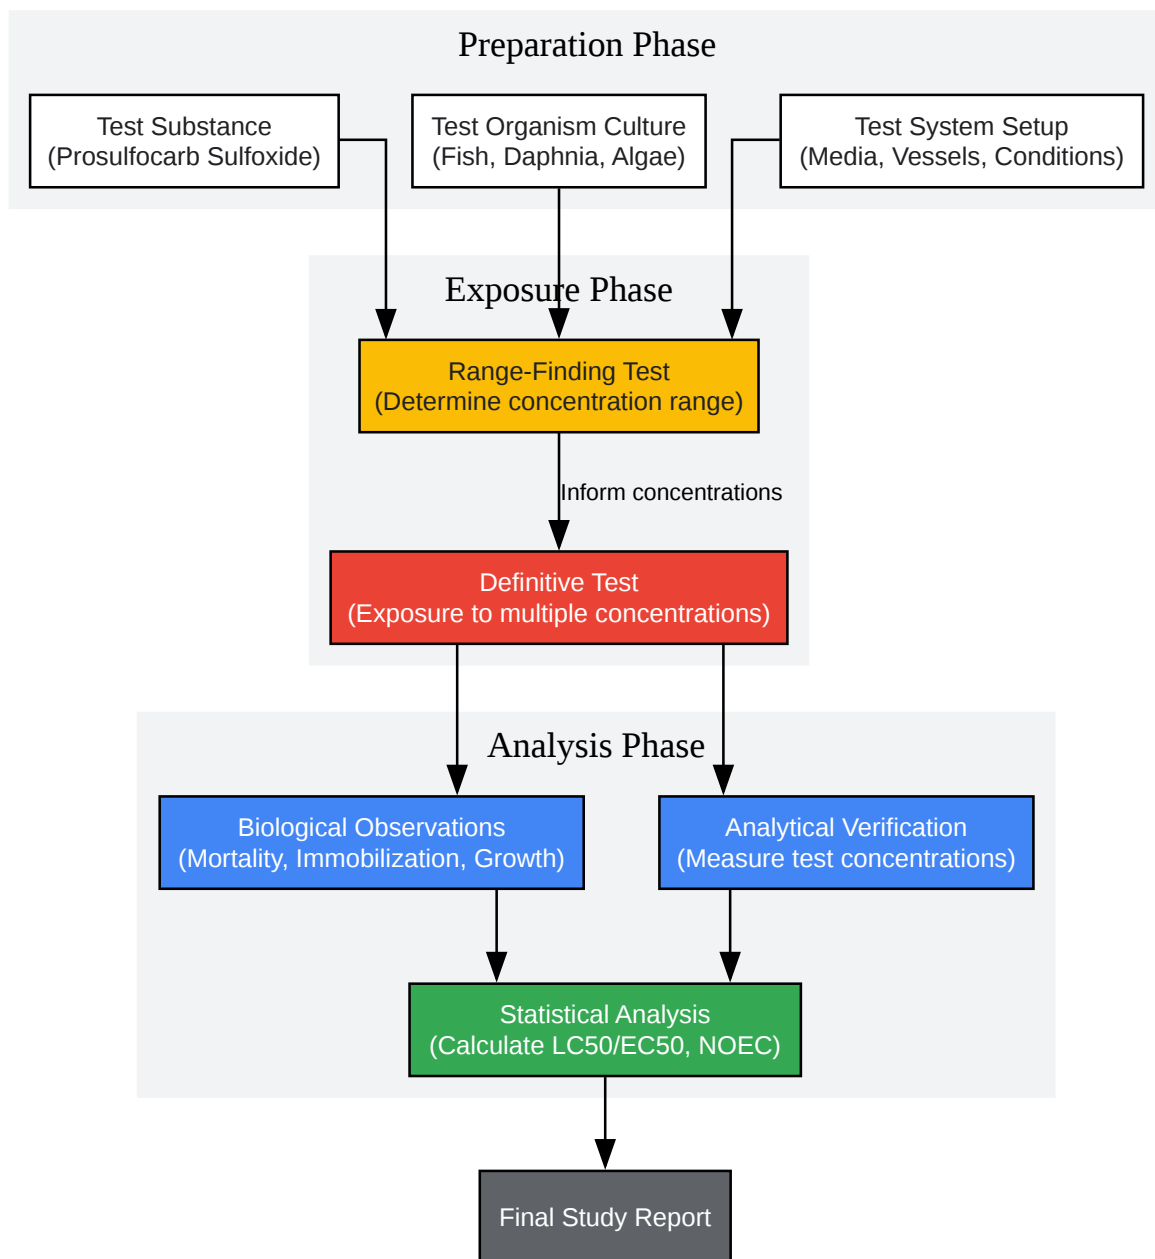 Preparation Phase
Test Substance
(Prosulfocarb Sulfoxide)
Test Organism Culture
(Fish, Daphnia, Algae)
Test System Setup
(Media, Vessels, Conditions)
Exposure Phase
Range-Finding Test
(Determine concentration range)
Inform concentrations
Definitive Test
(Exposure to multiple concentrations)
Analysis Phase
Biological Observations
(Mortality, Immobilization, Growth)
Analytical Verification
(Measure test concentrations)
Statistical Analysis
(Calculate LC50/EC50, NOEC)
Final Study Report